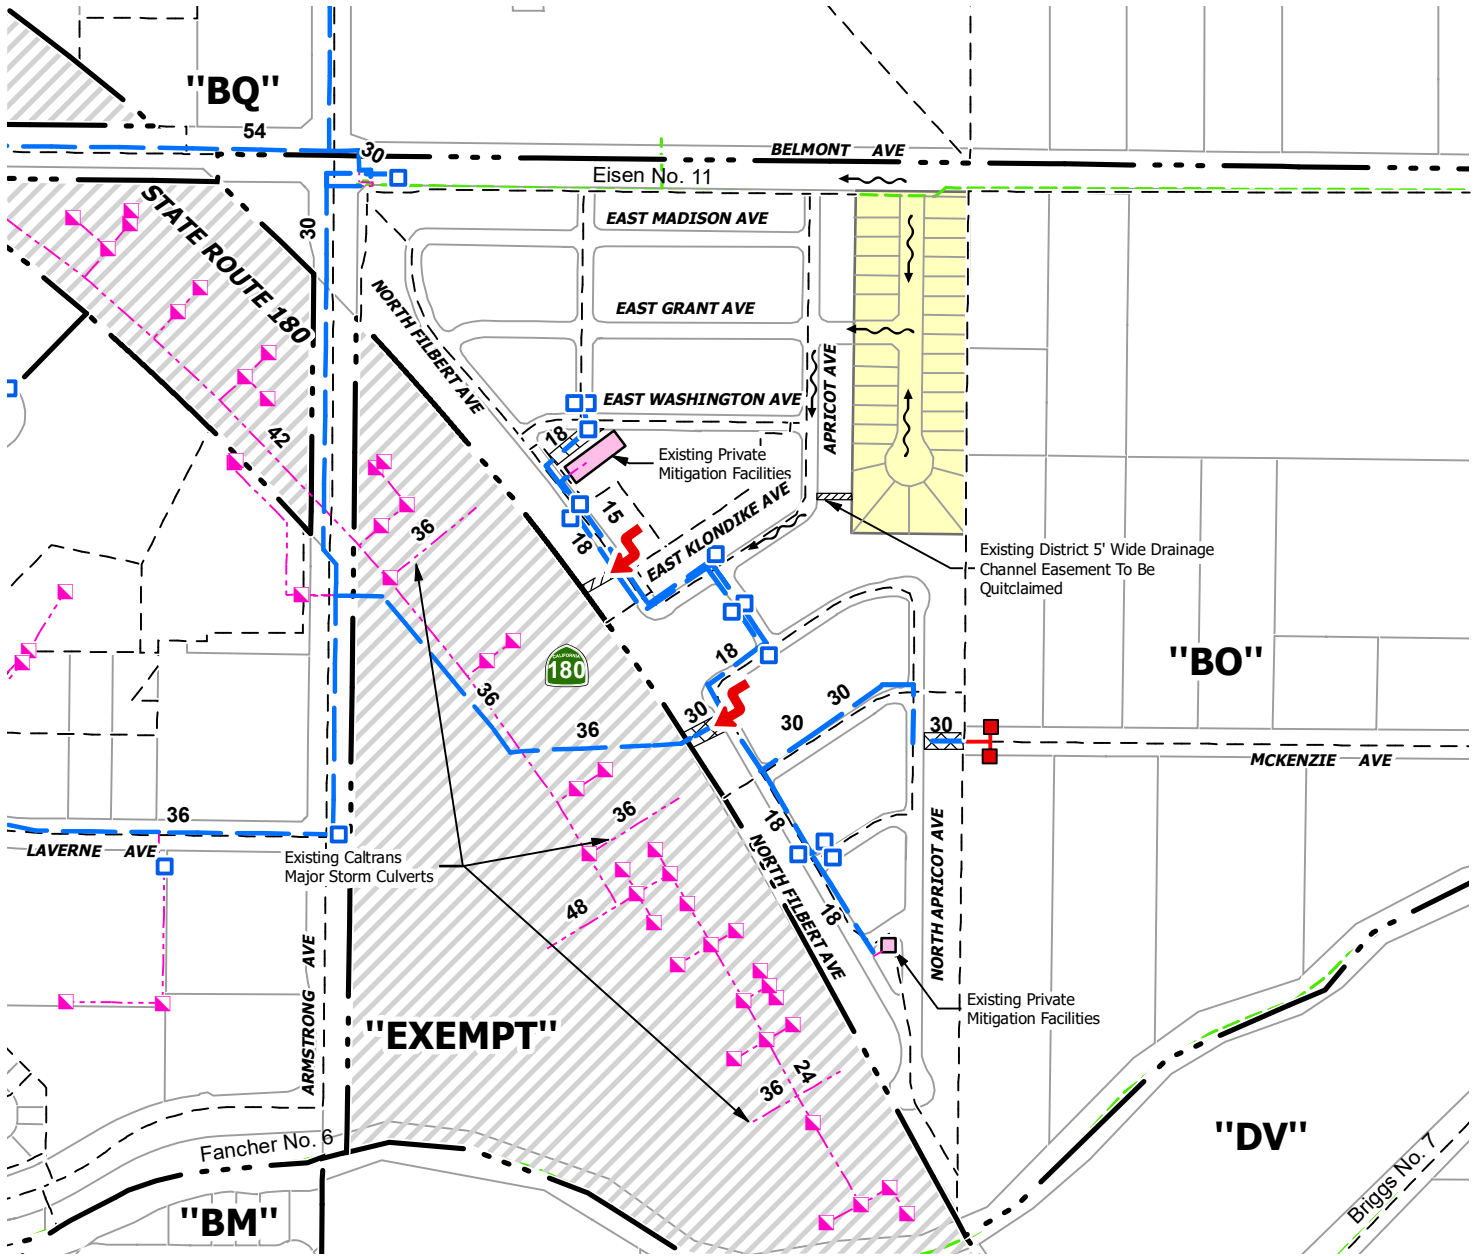 "BQ"
54
30
BELMONT AVE
Eisen No. 11
STATE ROUTE 180
30
EAST MADISON AVE
NORTH FILBERT AVE
EAST GRANT AVE
APRICOT AVE
EAST WASHINGTON AVE
42
18
Existing Private
Mitigation Facilities
15
18
36
EAST KLONDIKE AVE
Existing District 5' Wide Drainage
Channel Easement To Be
Quitclaimed
CALIFORNIA
180
18
"BO"
36
30
30
30
30
36
MCKENZIE AVE
36
36
18
LAVERNE AVE
Existing Caltrans
Major Storm Culverts
NORTH FILBERT AVE
NORTH APRICOT AVE
48
18
ARMSTRONG AVE
Existing Private
Mitigation Facilities
"EXEMPT"
36
24
Fancher No. 6
"DV"
Briggs No. 7
"BM"